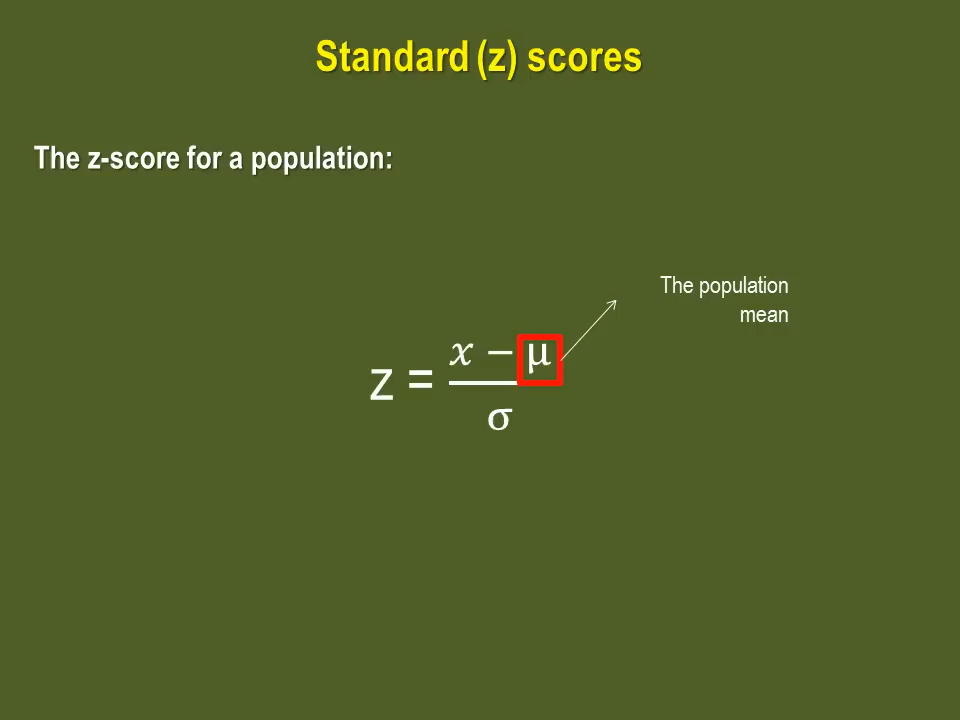 Standard (z) scores
The z-score for a population:
The population
mean
z = 𝑥 − μ
σ